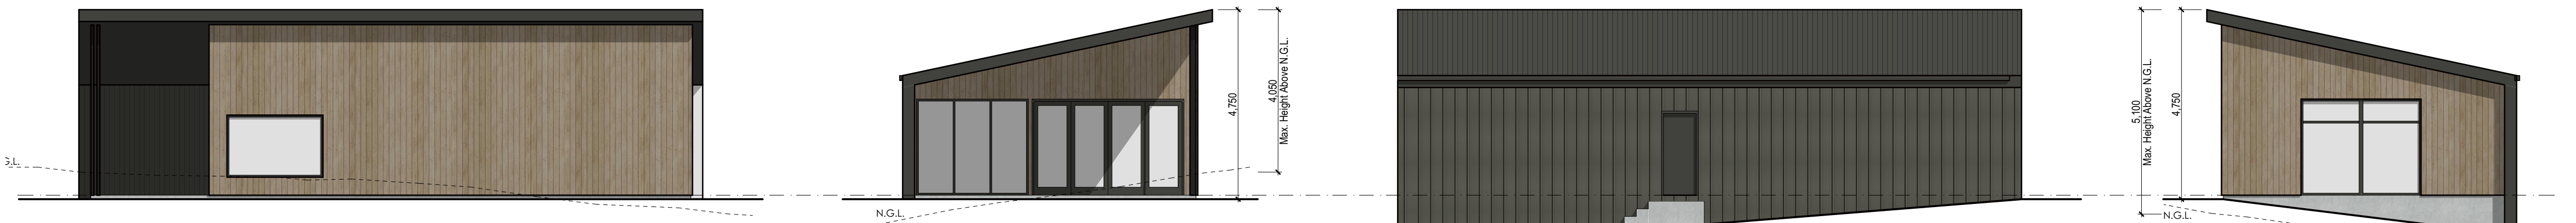 G.L.
4,750
4,050
Max. Height Above N.G.L.
N.G.L.
5,100
Max. Height Above N.G.L.
4,750
N.G.L.